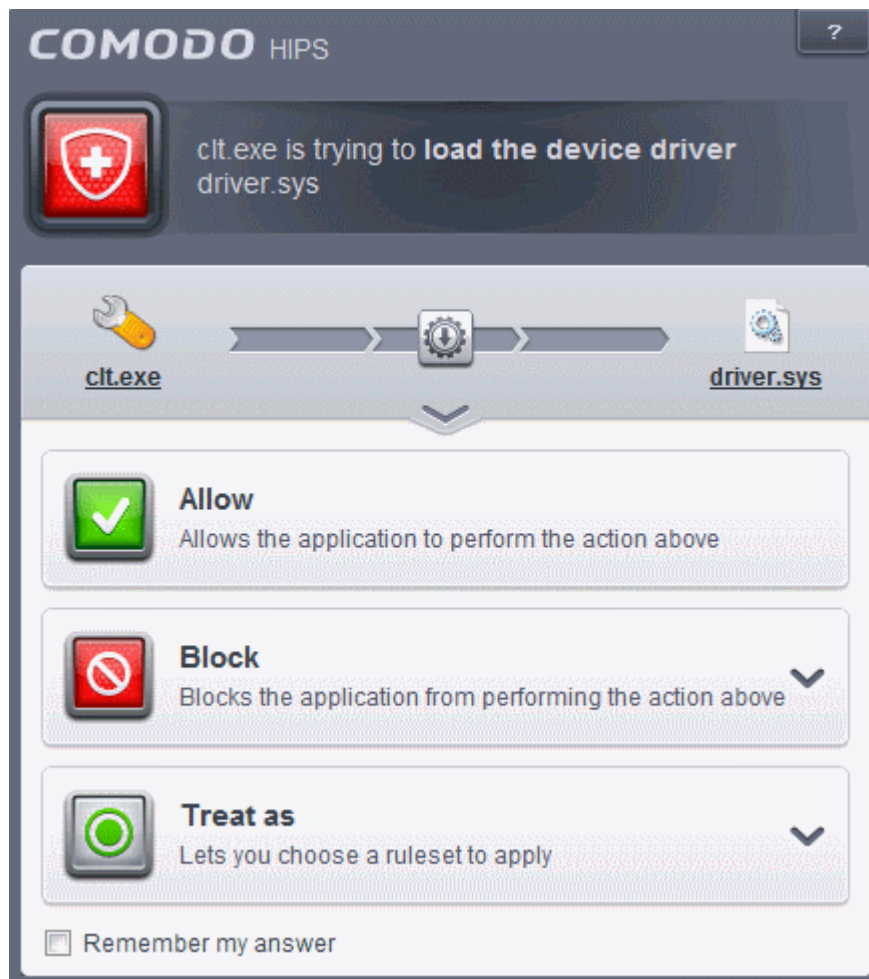 COMODO HIPS
?
clt.exe is trying to load the device driver
driver.sys
clt.exe
driver.sys
Allow
Allows the application to perform the action above
Block
Blocks the application from performing the action above
Treat as
Lets you choose a ruleset to apply
Remember my answer